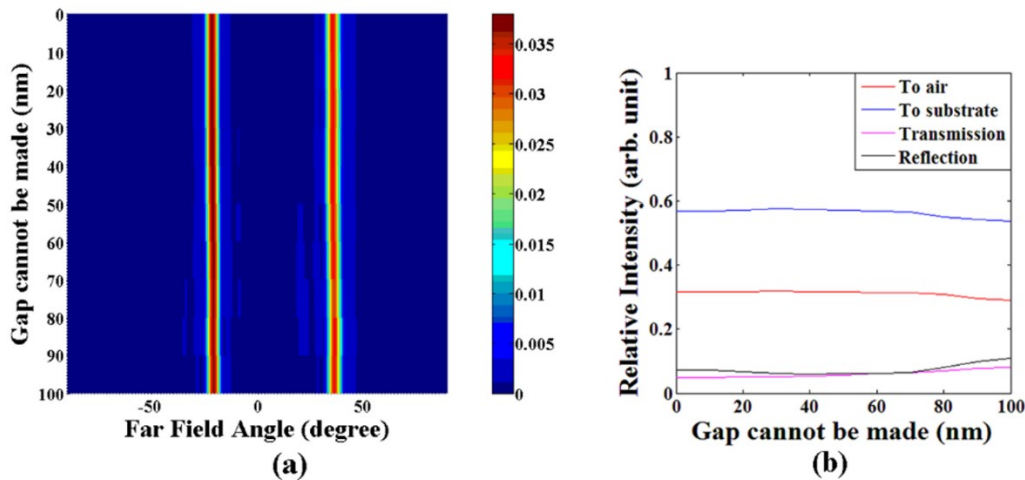 0
10
20
30
40
50
60
70
80
90
100
Gap cannot be made (nm)
-50 0 50
Far Field Angle (degree)
0.035
0.03
0.025
0.02
0.015
0.01
0.005
0
(a)
1
0.8
0.6
0.4
0.2
0
Relative Intensity (arb. unit)
To air
To substrate
Transmission
Reflection
0 20 40 60 80 100
Gap cannot be made (nm)
(b)